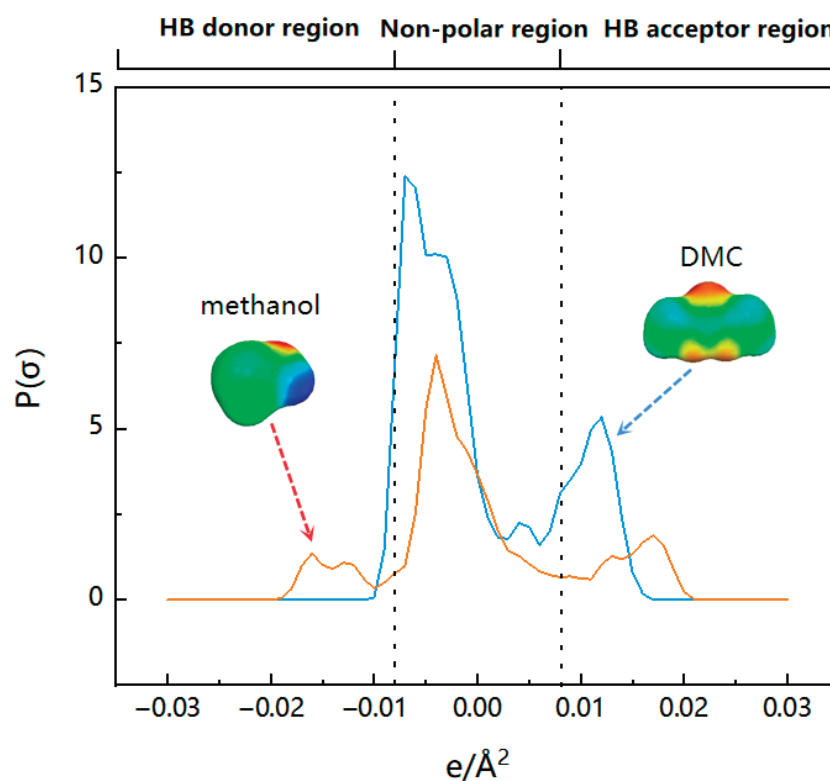 HB donor region Non-polar region HB acceptor region
15
10
5
0
P(σ)
methanol
DMC
−0.03 −0.02 −0.01 0.00 0.01 0.02 0.03
e/Å²